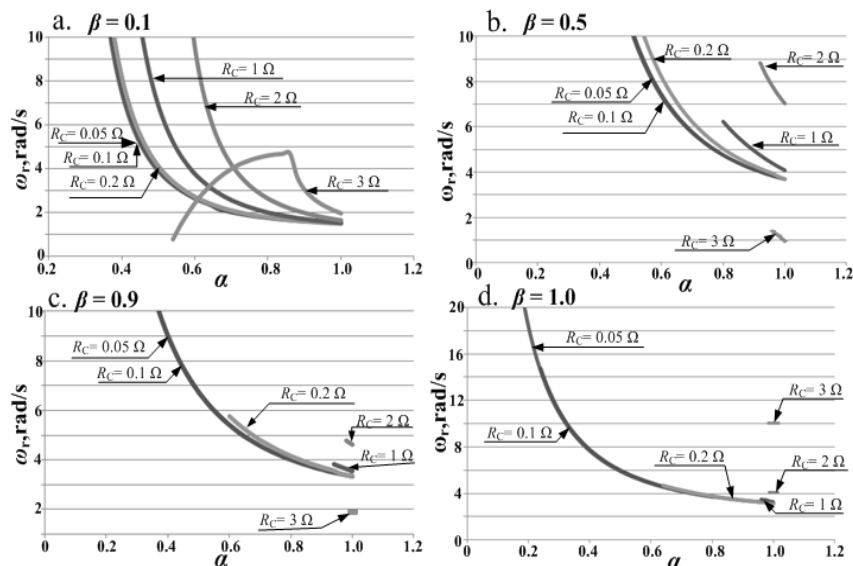 a. β = 0.1
ωr,rad/s
10
8
6
4
2
0
RC= 1 Ω
RC= 2 Ω
RC= 0.05 Ω
RC= 0.1 Ω
RC= 0.2 Ω
RC= 3 Ω
0.2 0.4 0.6 0.8 1.0 1.2
α
b. β = 0.5
ωr,rad/s
10
8
6
4
2
0
RC= 0.2 Ω
RC= 2 Ω
RC= 0.05 Ω
RC= 0.1 Ω
RC= 1 Ω
RC= 3 Ω
0 0.2 0.4 0.6 0.8 1.0 1.2
α
c. β = 0.9
ωr,rad/s
10
8
6
4
2
RC= 0.05 Ω
RC= 0.1 Ω
RC= 0.2 Ω
RC= 2 Ω
RC= 1 Ω
RC= 3 Ω
0 0.2 0.4 0.6 0.8 1.0 1.2
α
d. β = 1.0
ωr,rad/s
20
16
12
8
4
0
RC= 0.05 Ω
RC= 3 Ω
RC= 0.1 Ω
RC= 0.2 Ω
RC= 2 Ω
RC= 1 Ω
0 0.2 0.4 0.6 0.8 1.0 1.2
α